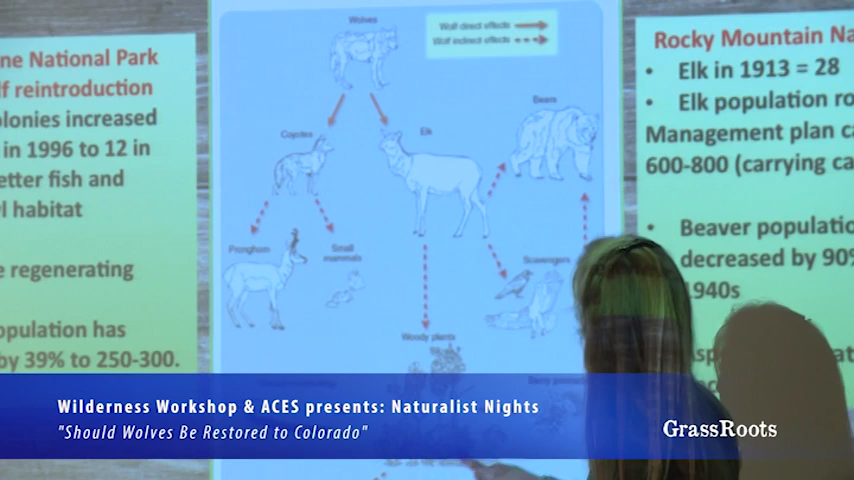 ne National Park
lf reintroduction
olonies increased
in 1996 to 12 in
etter fish and
l habitat
e regenerating
opulation has
by 39% to 250-300.
Wolves
Wolf direct effects
Wolf indirect effects
Coyotes
Elk
Bears
Pronghorn
Small
mammals
Scavengers
Woody plants
Rocky Mountain Na
• Elk in 1913 = 28
• Elk population ro
Management plan ca
600-800 (carrying ca
• Beaver populatio
decreased by 90%
1940s
Wilderness Workshop & ACES presents: Naturalist Nights
"Should Wolves Be Restored to Colorado"
GrassRoots